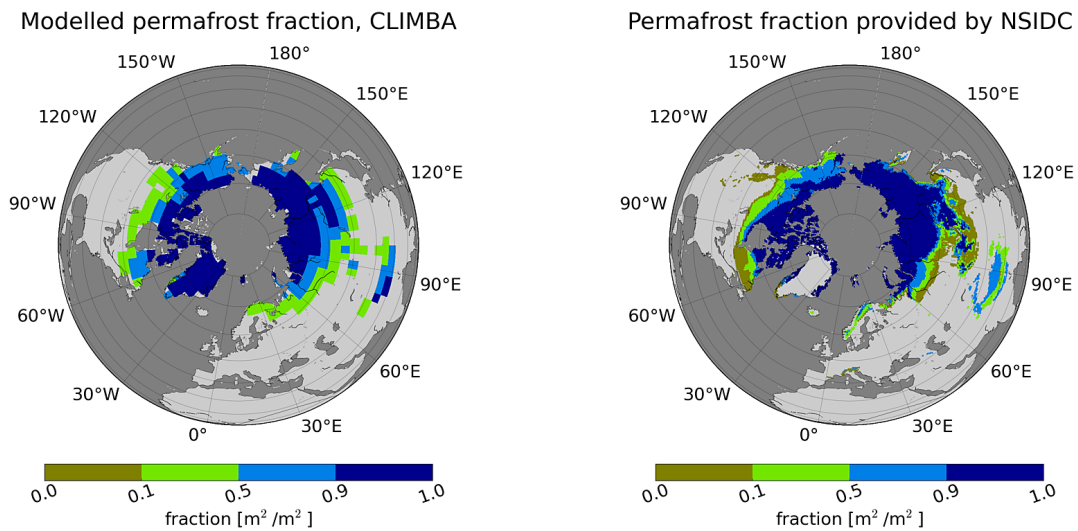 Modelled permafrost fraction, CLIMBA
180°
150°W
150°E
120°W
120°E
90°W
90°E
60°W
60°E
30°W
30°E
0°
0.0 0.1 0.5 0.9 1.0
fraction [m² /m² ]
Permafrost fraction provided by NSIDC
180°
150°W
150°E
120°W
120°E
90°W
90°E
60°W
60°E
30°W
30°E
0°
0.0 0.1 0.5 0.9 1.0
fraction [m² /m² ]